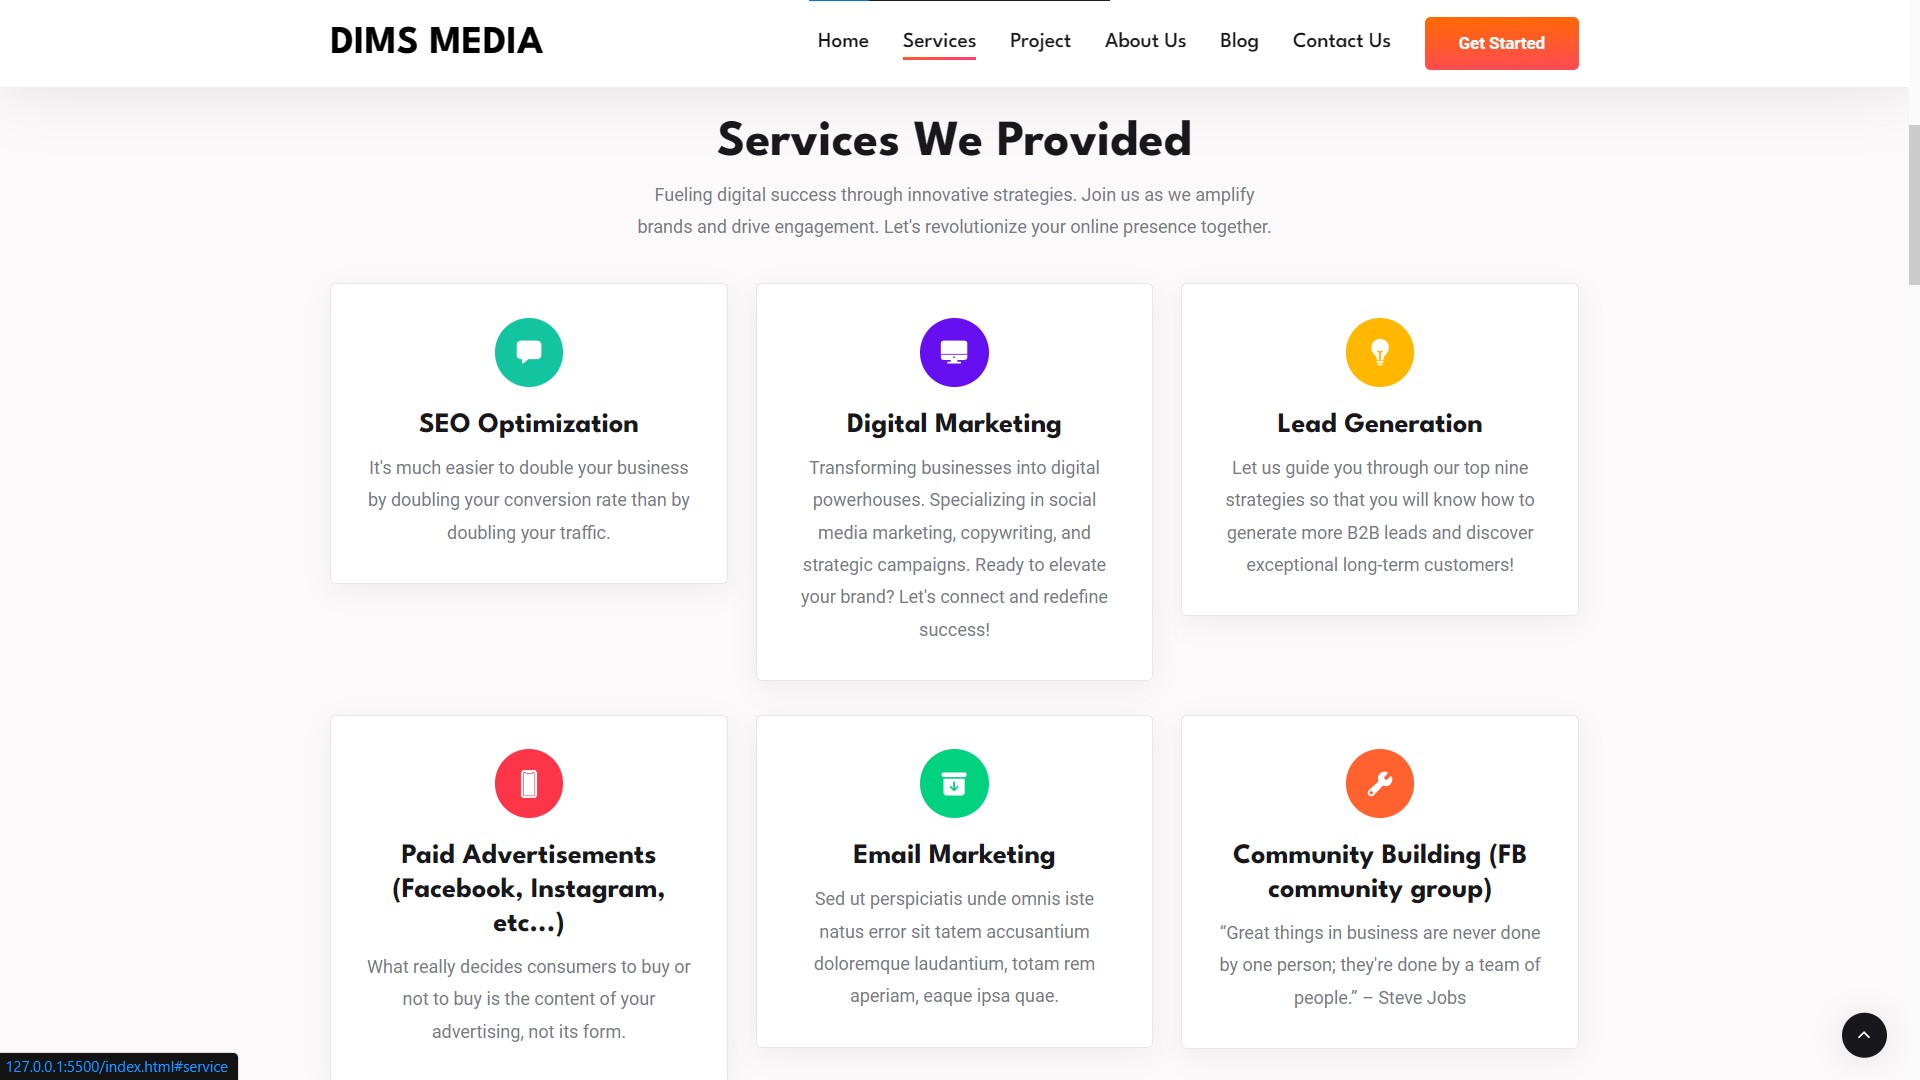 DIMS MEDIA
Home Services Project About Us Blog Contact Us Get Started
Services We Provided
Fueling digital success through innovative strategies. Join us as we amplify
brands and drive engagement. Let's revolutionize your online presence together.
SEO Optimization
It's much easier to double your business
by doubling your conversion rate than by
doubling your traffic.
Digital Marketing
Transforming businesses into digital
powerhouses. Specializing in social
media marketing, copywriting, and
strategic campaigns. Ready to elevate
your brand? Let's connect and redefine
success!
Lead Generation
Let us guide you through our top nine
strategies so that you will know how to
generate more B2B leads and discover
exceptional long-term customers!
Paid Advertisements
(Facebook, Instagram,
etc...)
What really decides consumers to buy or
not to buy is the content of your
advertising, not its form.
Email Marketing
Sed ut perspiciatis unde omnis iste
natus error sit tatem accusantium
doloremque laudantium, totam rem
aperiam, eaque ipsa quae.
Community Building (FB
community group)
“Great things in business are never done
by one person; they're done by a team of
people.” – Steve Jobs
127.0.0.1:5500/index.html#service